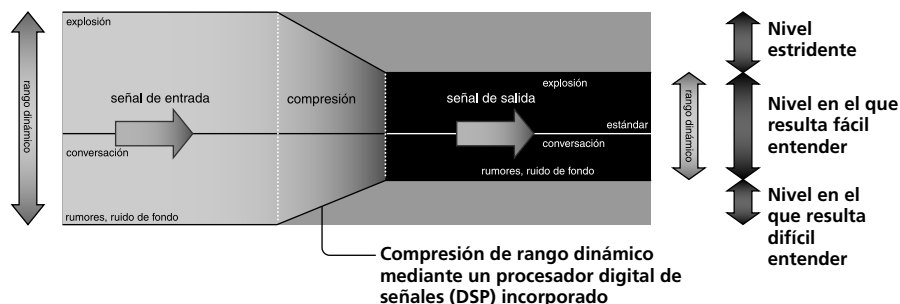 explosión
rango dinámico
señal de entrada
compresión
conversación
rumores, ruido de fondo
explosión
señal de salida
estándar
conversación
rumores, ruido de fondo
rango dinámico
Nivel
estridente
Nivel en el que
resulta fácil
entender
Nivel en el
que resulta
difícil
entender
Compresión de rango dinámico
mediante un procesador digital de
señales (DSP) incorporado